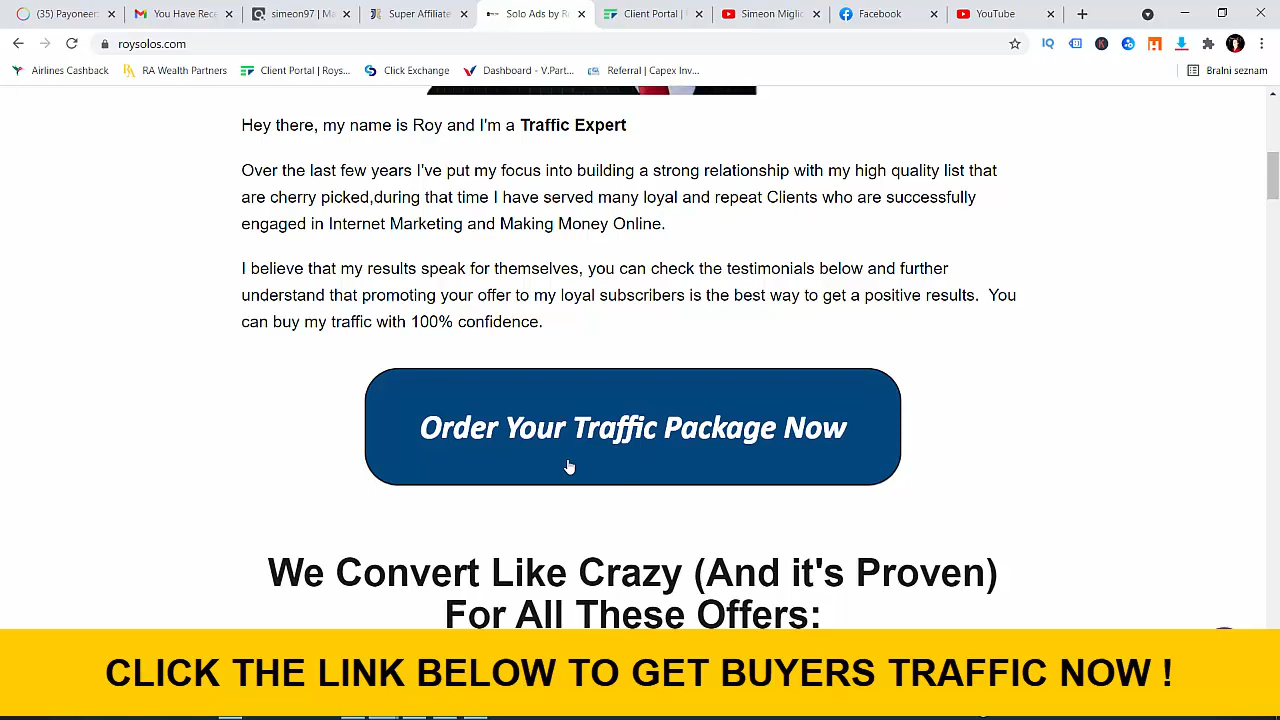 (35) Payoneer
You Have Rece
simeen97 | Ma
Super Affiliate
Solo Ads by Ro
Client Portal |
Simeon Miglio
Facebook
YouTube
roysolos.com
Airlines Cashback
RA Wealth Partners
Client Portal | Bsys...
Click Exchange
Dashboard - V.Part...
Referral | Capex Inv...
Bralni seznam
Hey there, my name is Roy and I'm a Traffic Expert
Over the last few years I've put my focus into building a strong relationship with my high quality list that
are cherry picked,during that time I have served many loyal and repeat Clients who are successfully
engaged in Internet Marketing and Making Money Online.
I believe that my results speak for themselves, you can check the testimonials below and further
understand that promoting your offer to my loyal subscribers is the best way to get a positive results.  You
can buy my traffic with 100% confidence.
Order Your Traffic Package Now
We Convert Like Crazy (And it's Proven)
For All These Offers:
CLICK THE LINK BELOW TO GET BUYERS TRAFFIC NOW !